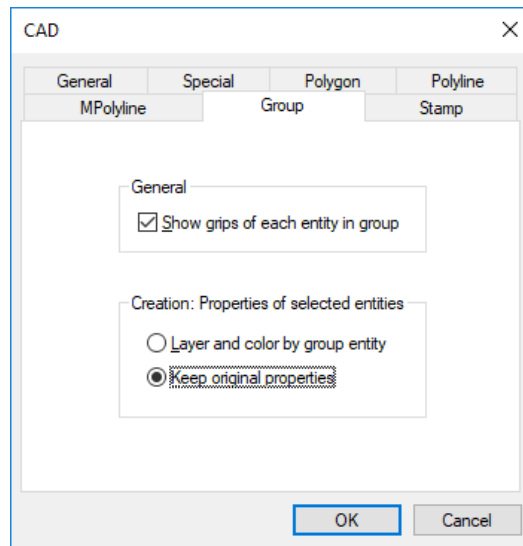 CAD
General Special Polygon Polyline
MPolyline Group Stamp
General
Show grips of each entity in group
Creation: Properties of selected entities
Layer and color by group entity
Keep original properties
OK Cancel